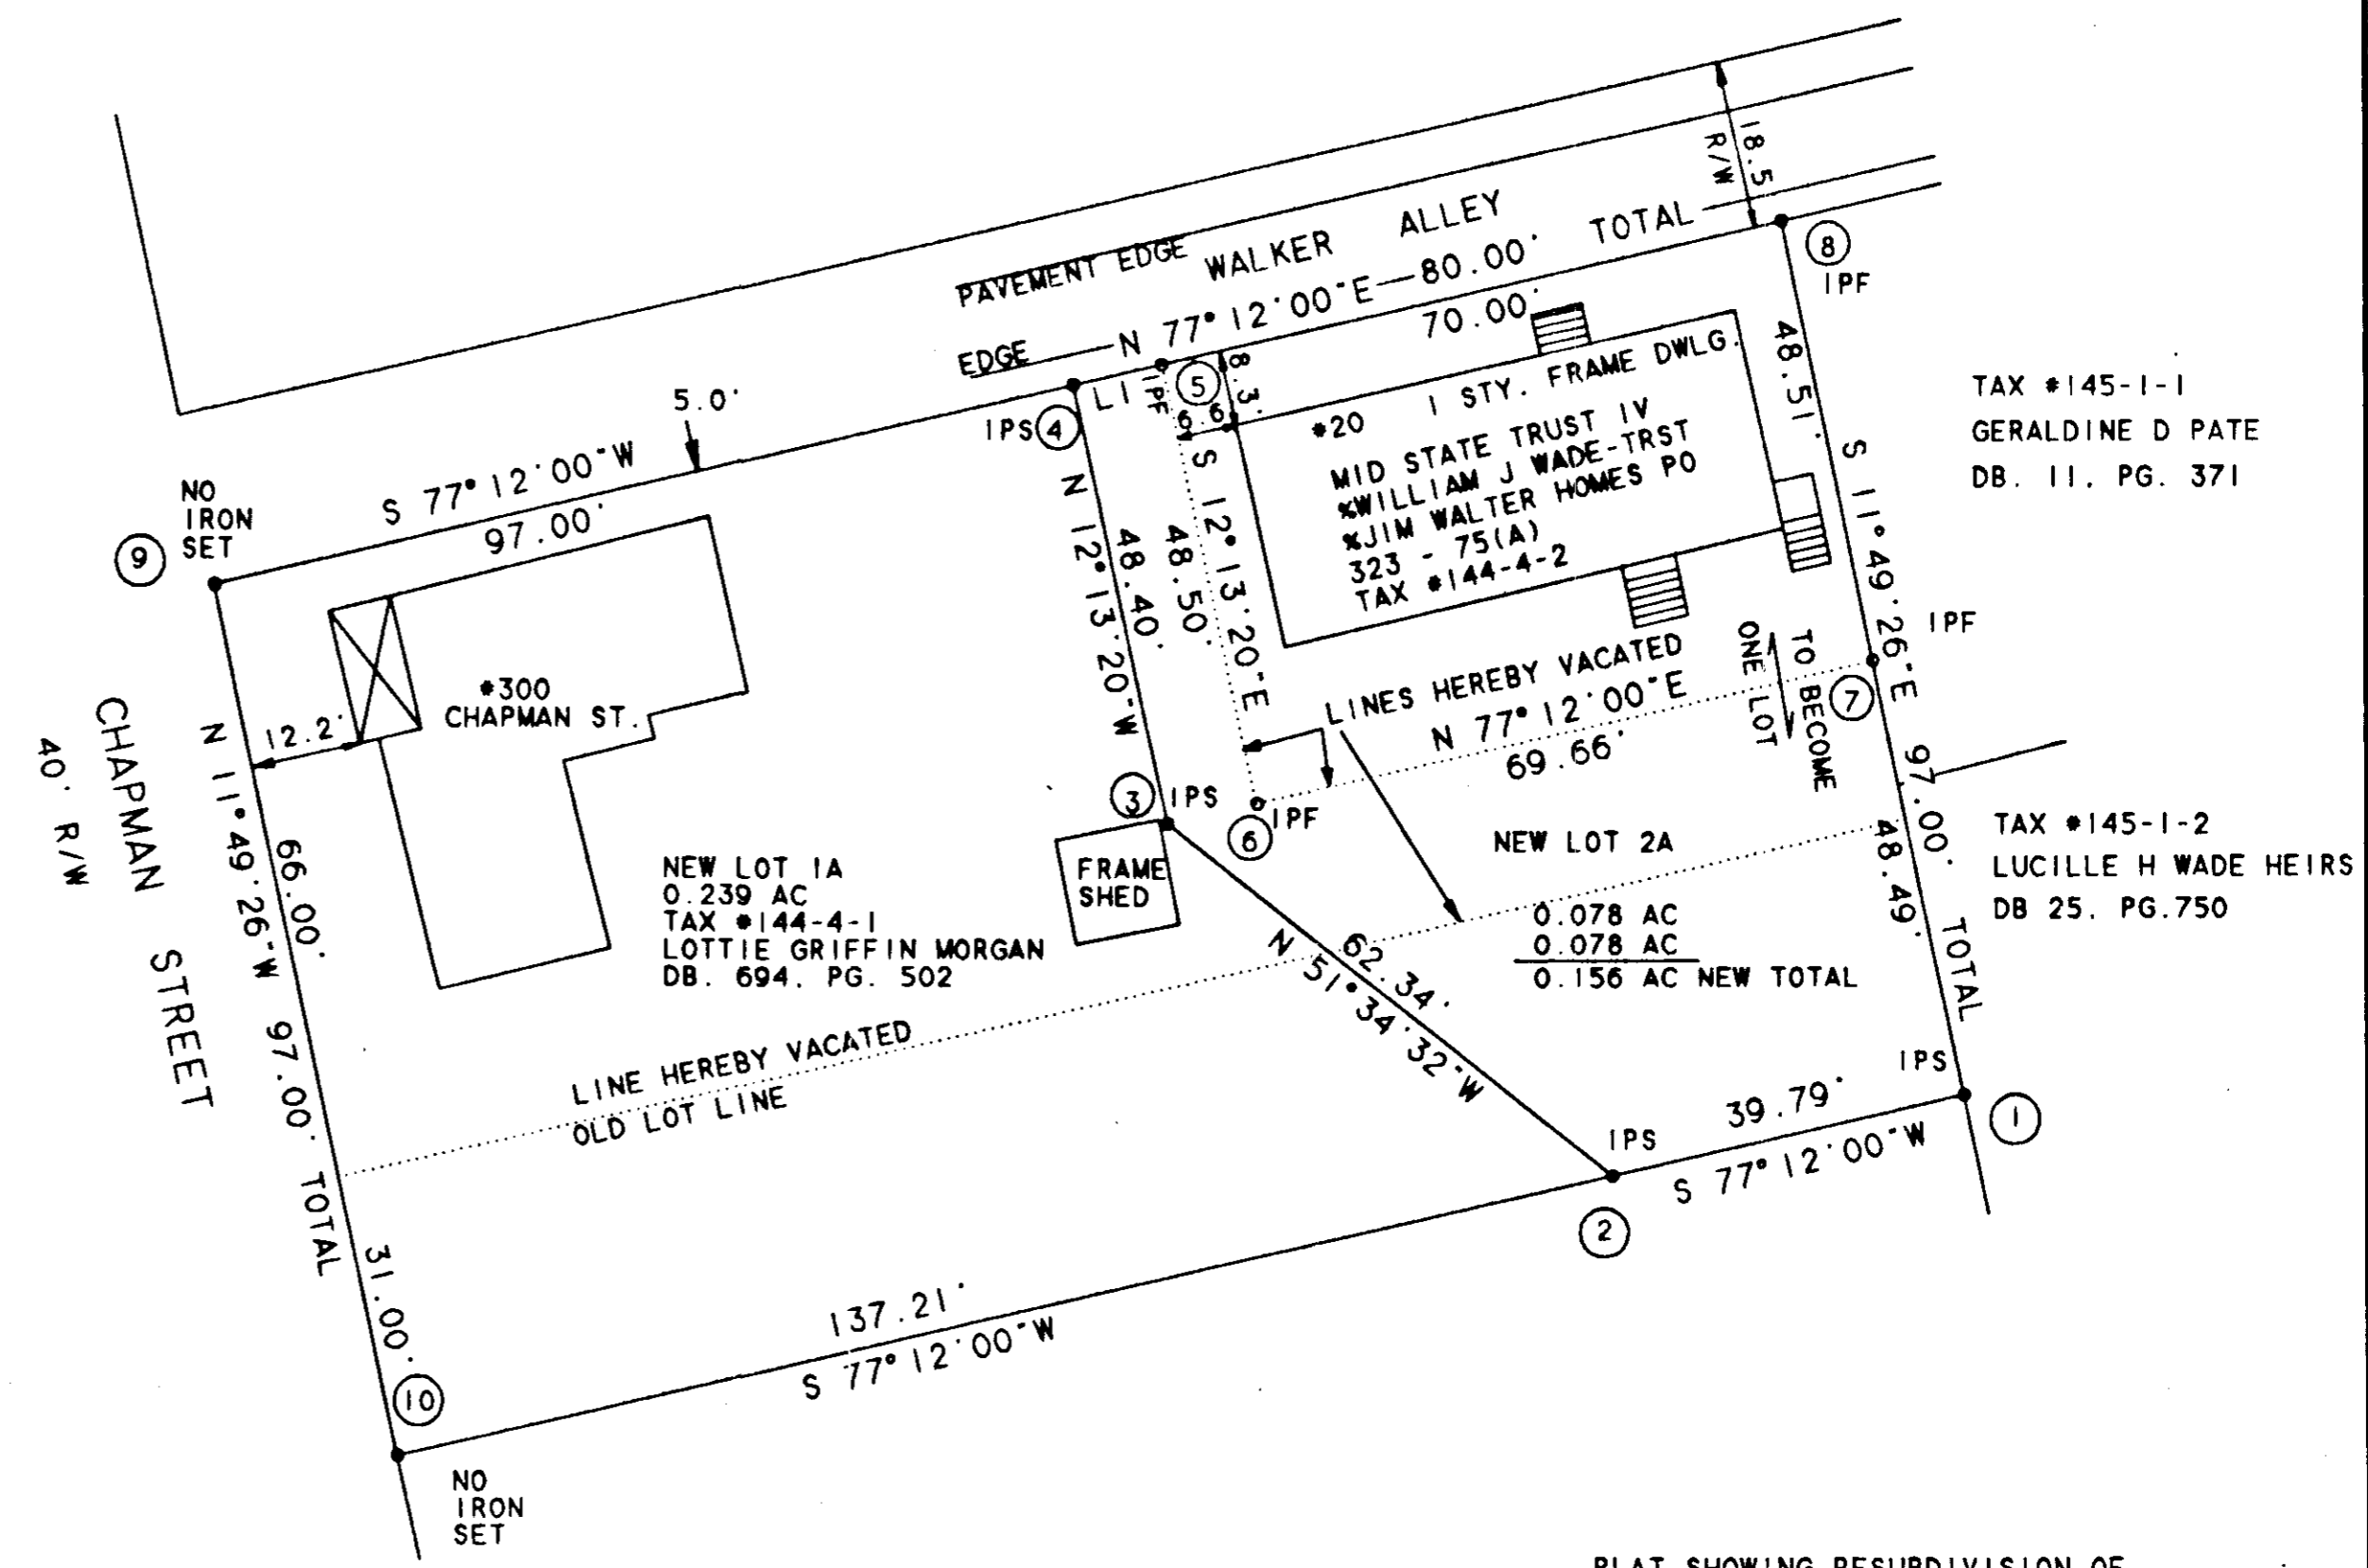 PAVEMENT EDGE
WALKER ALLEY
18.5'
R/W
EDGE
N 77°12'00"E—80.00' TOTAL
70.00'
8
IPF
5.0'
S 77°12'00"W
97.00'
NO
IRON
SET
9
IPS
4
L1
IPF
5
8.3'
6.6'
#20
1 STY. FRAME DWLG.
MID STATE TRUST IV
%WILLIAM J WADE-TRST
%JIM WALTER HOMES PO
323 - 75(A)
TAX #144-4-2
48.51'
S 11°49'26"E
97.00' TOTAL
TAX #145-1-1
GERALDINE D PATE
DB. 11. PG. 371
IPF
7
N 12°13'20"W
48.40'
48.50'
S 12°13'20"E
LINES HEREBY VACATED
N 77°12'00"E
69.66'
TO BECOME
ONE LOT
#300
CHAPMAN ST.
12.2'
CHAPMAN STREET
40' R/W
N 11°49'26"W 97.00' TOTAL
66.00'
31.00'
3
IPS
6
IPF
FRAME
SHED
NEW LOT 1A
0.239 AC
TAX #144-4-1
LOTTIE GRIFFIN MORGAN
DB. 694. PG. 502
NEW LOT 2A
0.078 AC
0.078 AC
0.156 AC NEW TOTAL
48.49'
TAX #145-1-2
LUCILLE H WADE HEIRS
DB 25. PG.750
62.34'
N 51°34'32"W
LINE HEREBY VACATED
OLD LOT LINE
IPS
1
39.79'
S 77°12'00"W
IPS
2
137.21'
S 77°12'00"W
10
NO
IRON
SET
PLAT SHOWING RESUBDIVISION OF